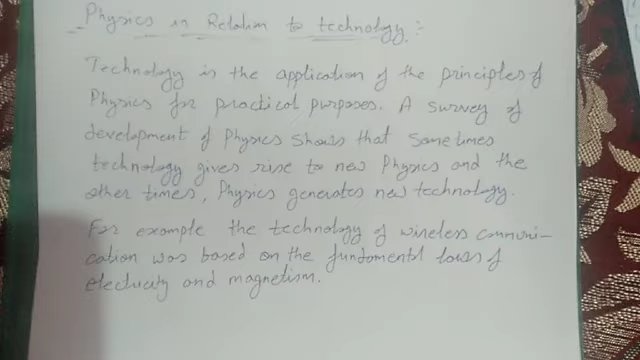 Physics in Relation to technology :
Technology is the application of the principles of
Physics for practical purposes. A survey of
development of Physics shows that sometimes
technology gives rise to new Physics and the
other times, Physics generates new technology.
For example the technology of wireless communi-
cation was based on the fundamental laws of
electricity and magnetism.